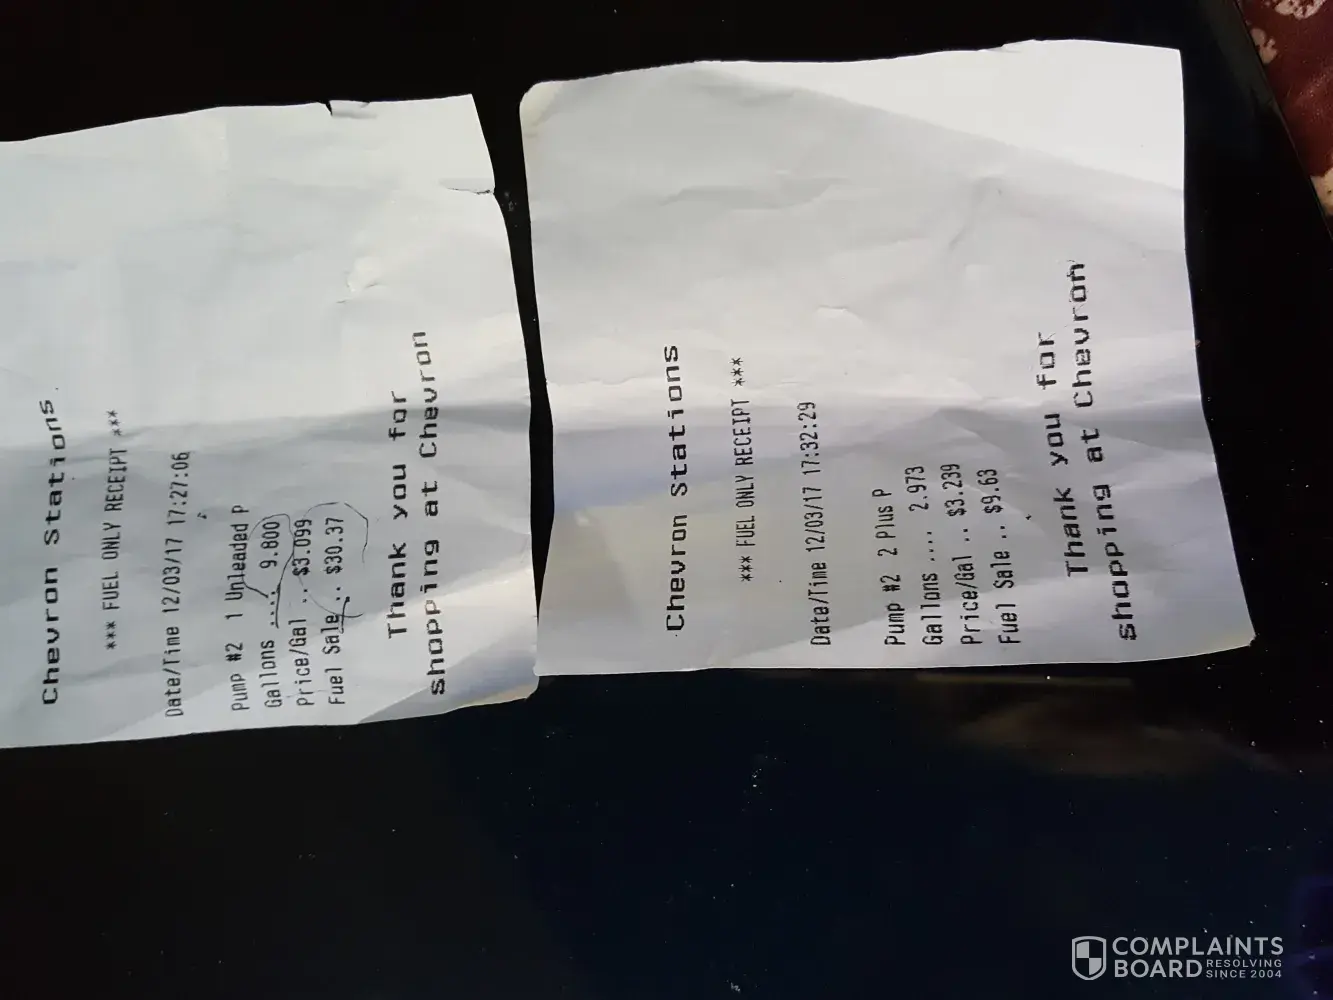 Chevron Stations
*** FUEL ONLY RECEIPT ***
Date/Time 12/03/17 17:27:06
Pump #2 1 Unleaded P
Gallons .... 9.800
Price/Gal .. $3.099
Fuel Sale .. $30.37
Thank you for
shopping at Chevron
Chevron Stations
*** FUEL ONLY RECEIPT ***
Date/Time 12/03/17 17:32:29
Pump #2 2 Plus P
Gallons .... 2.973
Price/Gal .. $3.239
Fuel Sale .. $9.63
Thank you for
shopping at Chevron
COMPLAINTS
BOARD RESOLVING
SINCE 2004